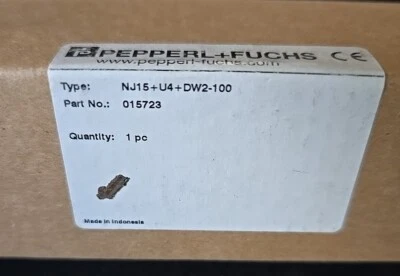 PEPPERL+FUCHS CE
www.pepperl-fuchs.com
Type: NJ15+U4+DW2-100
Part No.: 015723
Quantity: 1 pc
Made in Indonesia